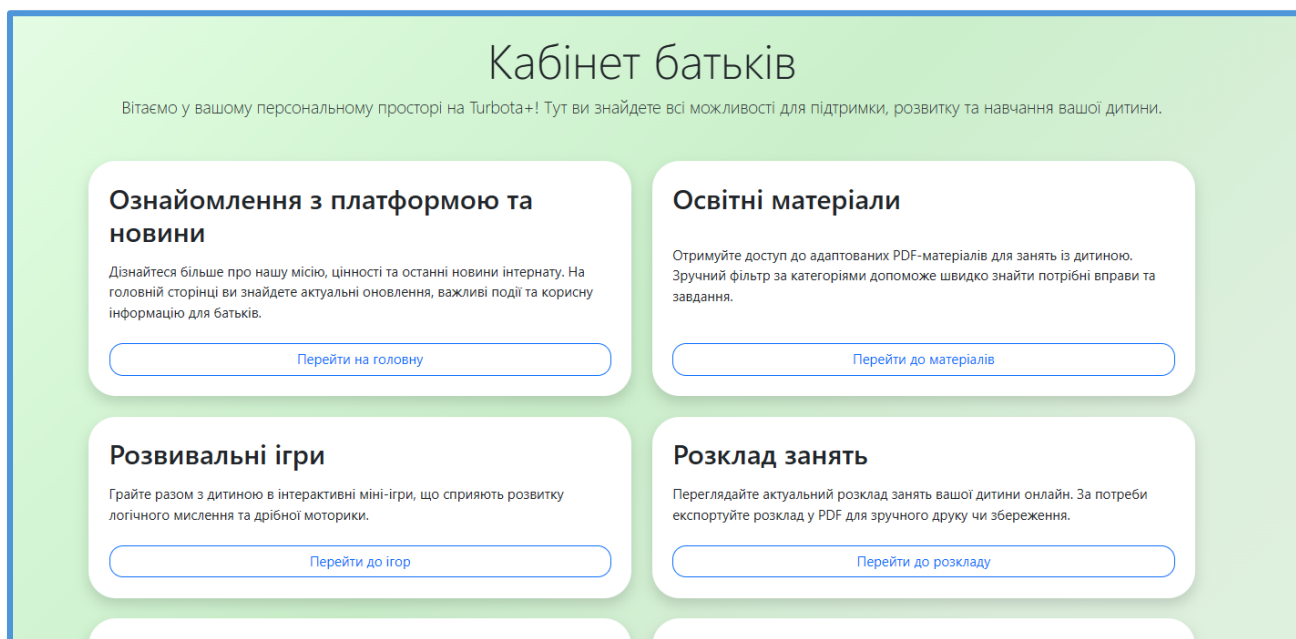 Кабінет батьків
Вітаємо у вашому персональному просторі на Turbota+! Тут ви знайдете всі можливості для підтримки, розвитку та навчання вашої дитини.
Ознайомлення з платформою та
новини
Дізнайтеся більше про нашу місію, цінності та останні новини інтернату. На
головній сторінці ви знайдете актуальні оновлення, важливі події та корисну
інформацію для батьків.
Перейти на головну
Освітні матеріали
Отримуйте доступ до адаптованих PDF-матеріалів для занять із дитиною.
Зручний фільтр за категоріями допоможе швидко знайти потрібні вправи та
завдання.
Перейти до матеріалів
Розвивальні ігри
Грайте разом з дитиною в інтерактивні міні-ігри, що сприяють розвитку
логічного мислення та дрібної моторики.
Перейти до ігор
Розклад занять
Переглядайте актуальний розклад занять вашої дитини онлайн. За потреби
експортуйте розклад у PDF для зручного друку чи збереження.
Перейти до розкладу